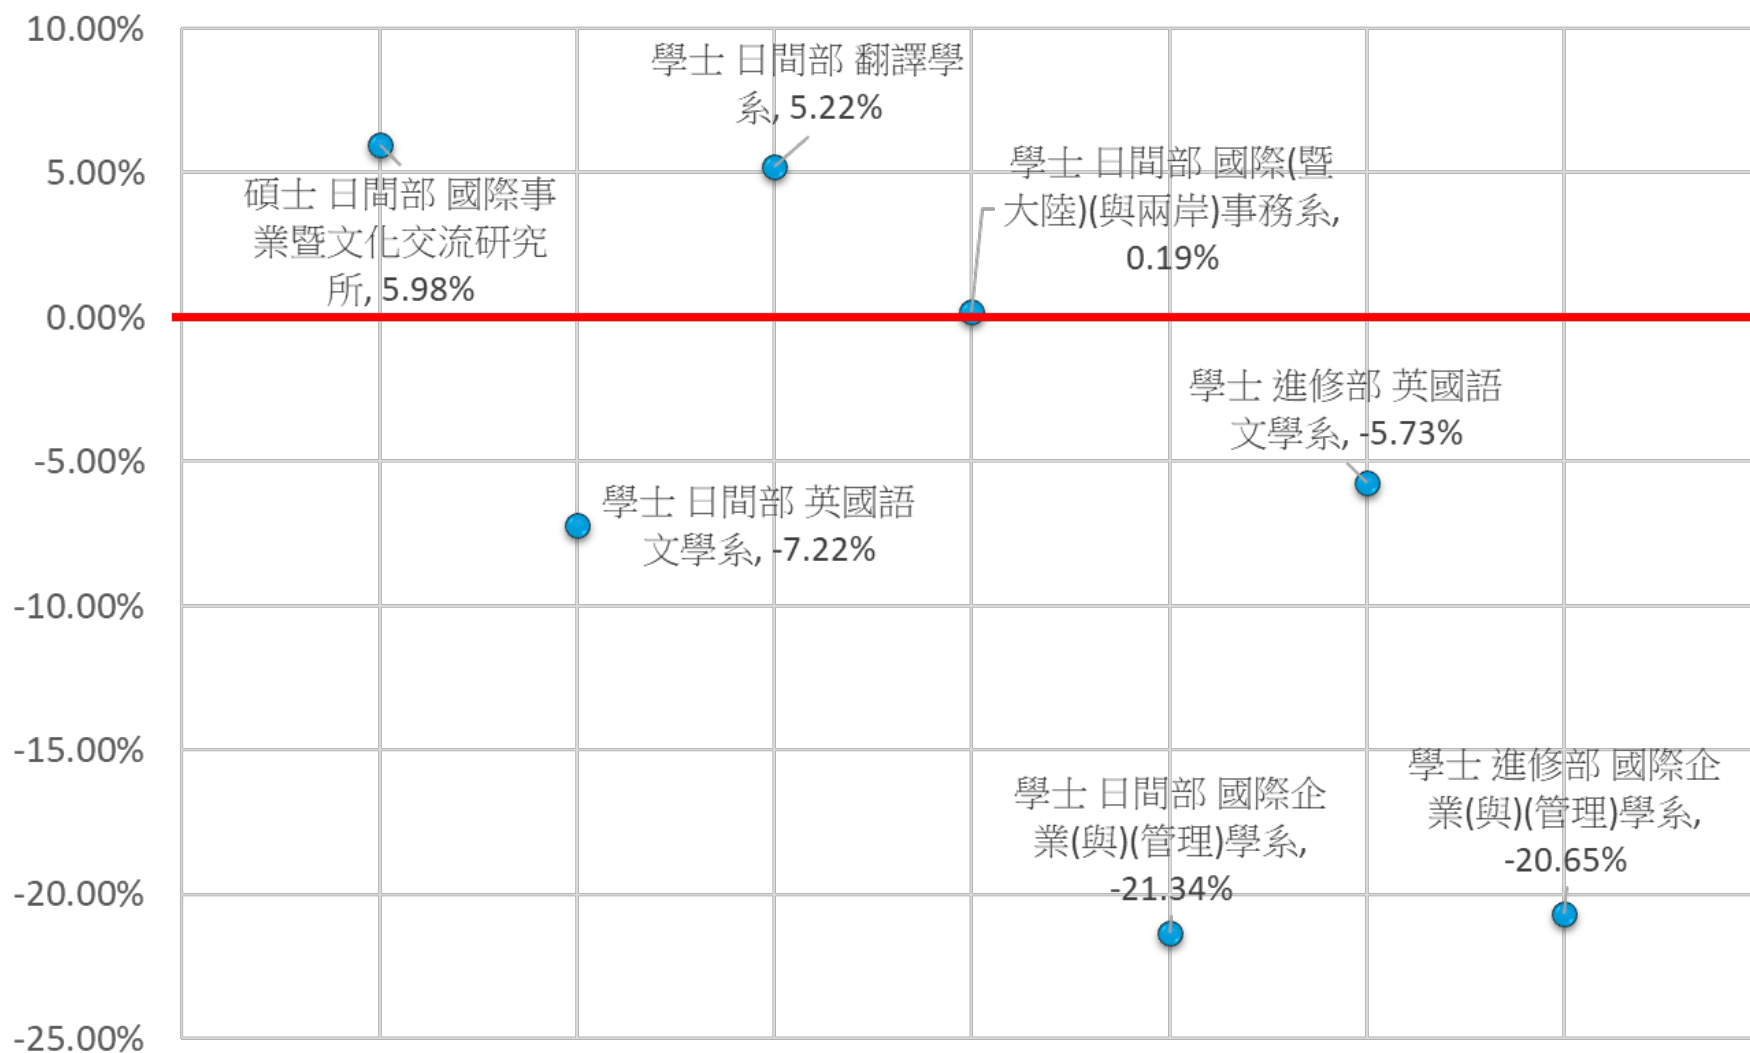 10.00%
5.00%
0.00%
-5.00%
-10.00%
-15.00%
-20.00%
-25.00%
碩士 日間部 國際事
業暨文化交流研究
所, 5.98%
學士 日間部 英國語
文學系, -7.22%
學士 日間部 翻譯學
系, 5.22%
學士 日間部 國際(暨
大陸)(與兩岸)事務系,
0.19%
學士 日間部 國際企
業(與)(管理)學系,
-21.34%
學士 進修部 英國語
文學系, -5.73%
學士 進修部 國際企
業(與)(管理)學系,
-20.65%